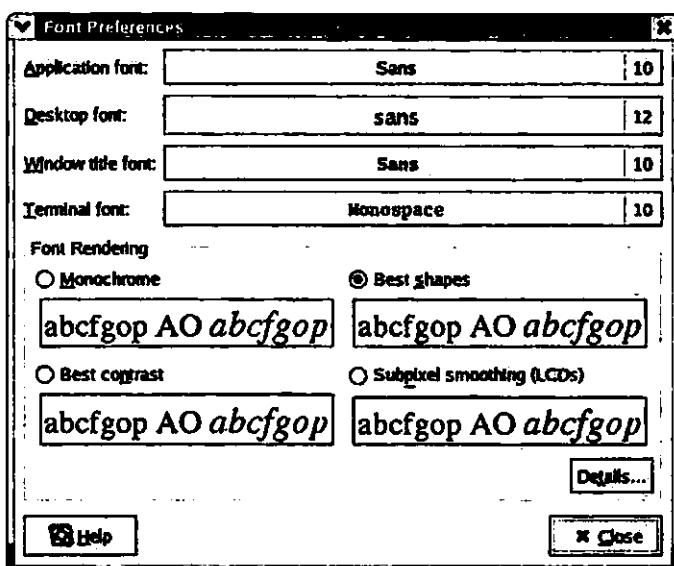 Font Preferences
Application font: Sans 10
Desktop font: sans 12
Window title font: Sans 10
Terminal font: Monospace 10
Font Rendering
Monochrome Best shapes
abcfgop AO abcfgop abcfgop AO abcfgop
Best contrast Subpixel smoothing (LCDs)
abcfgop AO abcfgop abcfgop AO abcfgop
Details...
Help Close